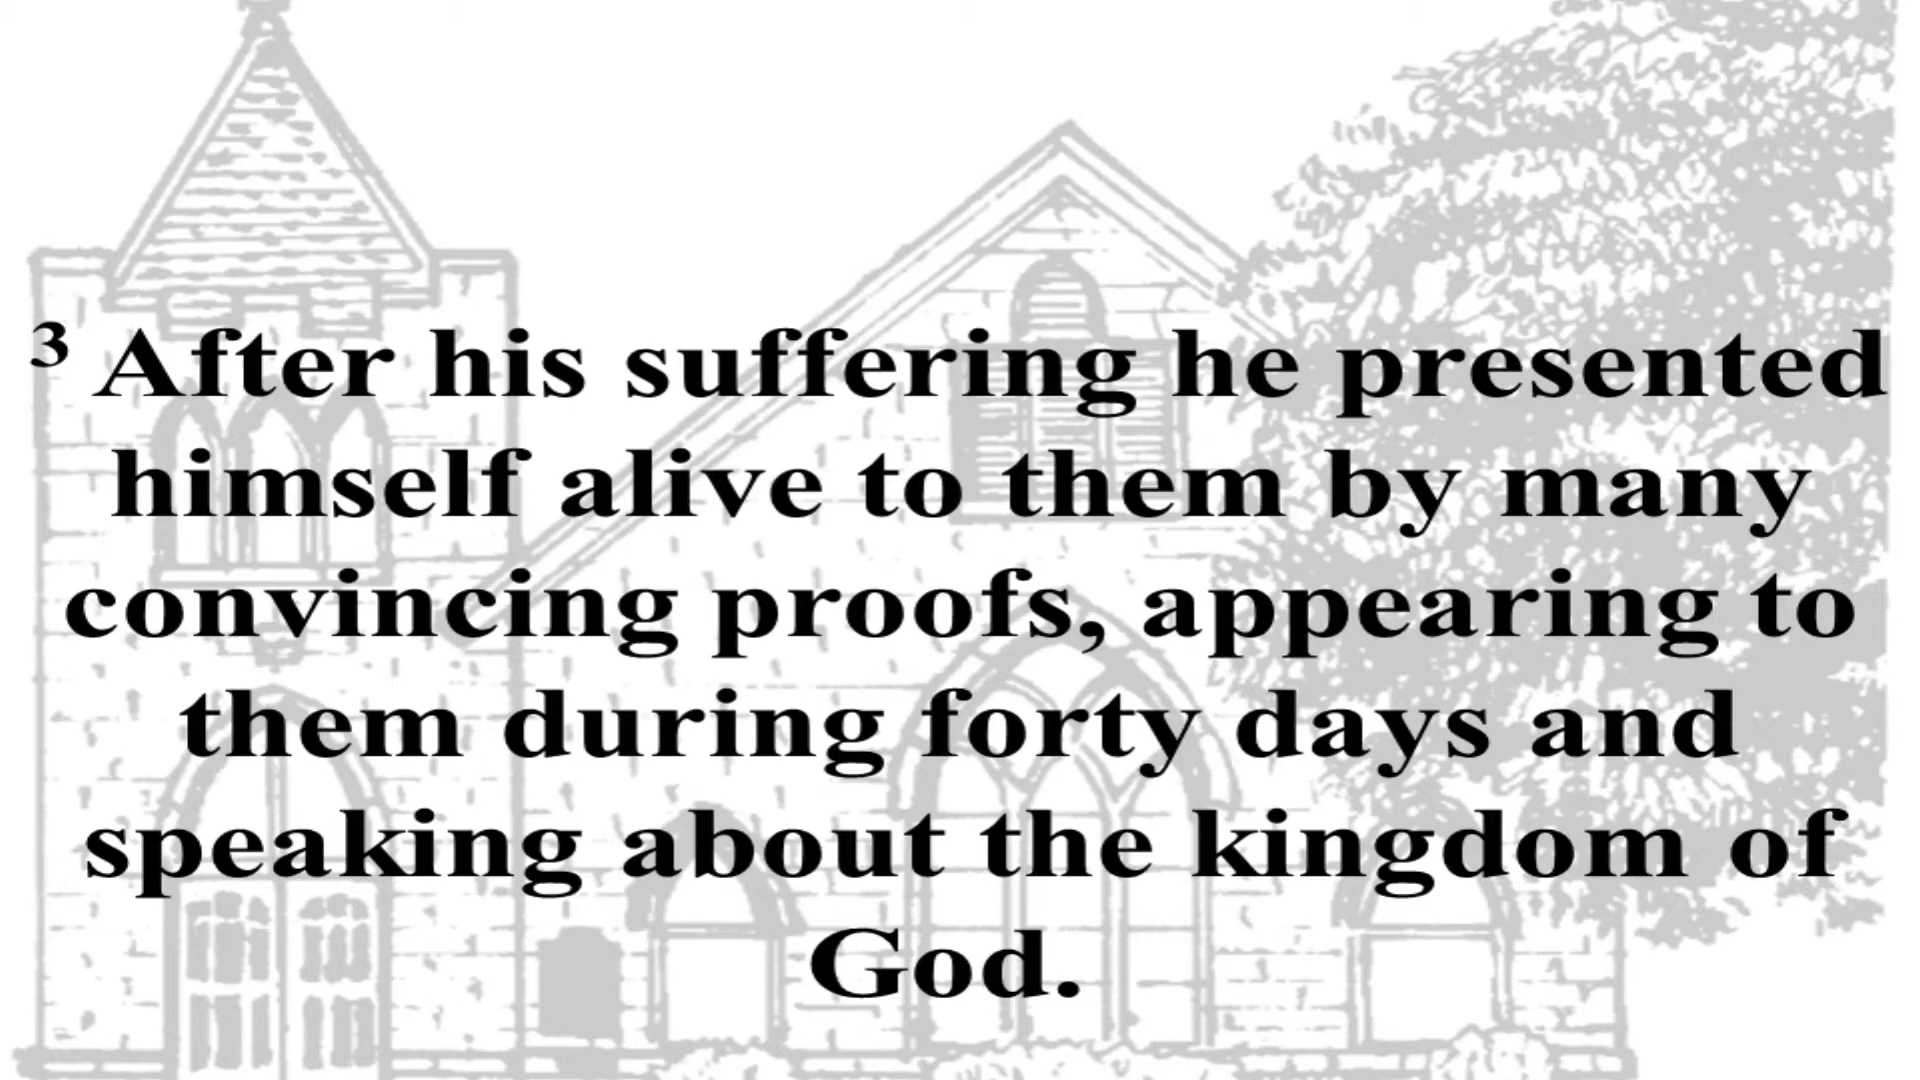 ³ After his suffering he presented
himself alive to them by many
convincing proofs, appearing to
them during forty days and
speaking about the kingdom of
God.